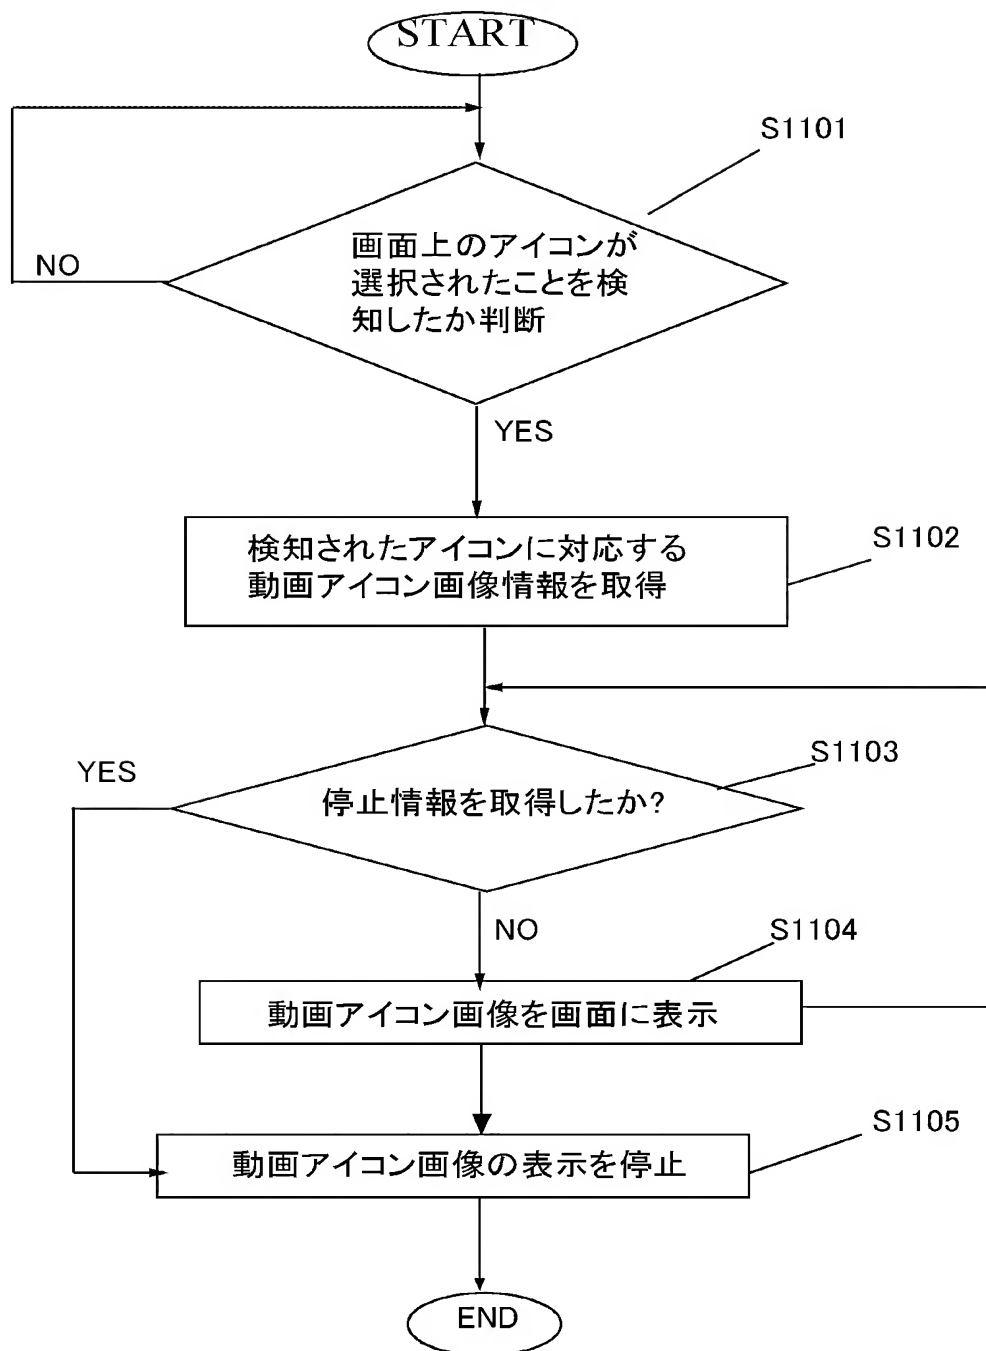 START
S1101
画面上のアイコンが
選択されたことを検
知したか判断
NO
YES
検知されたアイコンに対応する
動画アイコン画像情報を取得
S1102
S1103
YES
停止情報を取得したか?
NO
S1104
動画アイコン画像を画面に表示
S1105
動画アイコン画像の表示を停止
END